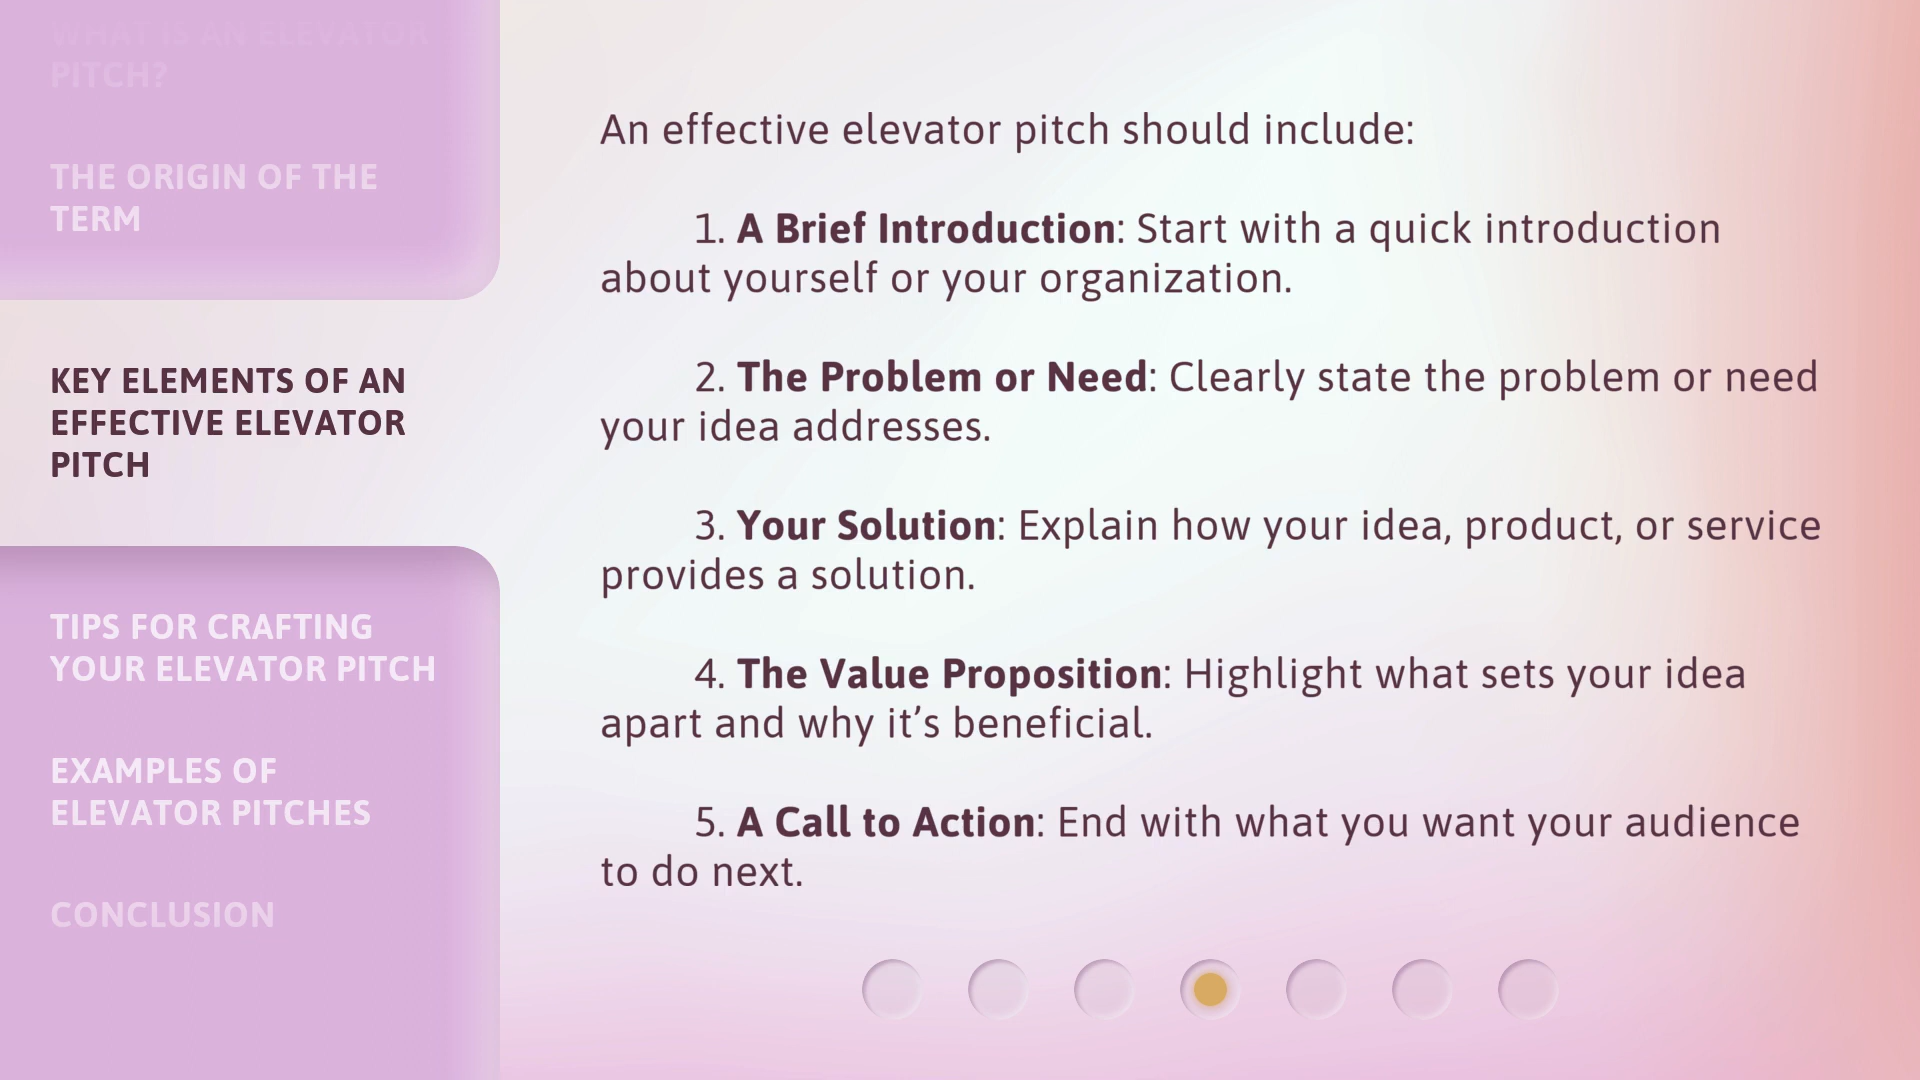 WHAT IS AN ELEVATOR
PITCH?
THE ORIGIN OF THE
TERM
KEY ELEMENTS OF AN
EFFECTIVE ELEVATOR
PITCH
TIPS FOR CRAFTING
YOUR ELEVATOR PITCH
EXAMPLES OF
ELEVATOR PITCHES
CONCLUSION
An effective elevator pitch should include:
1. A Brief Introduction: Start with a quick introduction
about yourself or your organization.
2. The Problem or Need: Clearly state the problem or need
your idea addresses.
3. Your Solution: Explain how your idea, product, or service
provides a solution.
4. The Value Proposition: Highlight what sets your idea
apart and why it’s beneficial.
5. A Call to Action: End with what you want your audience
to do next.